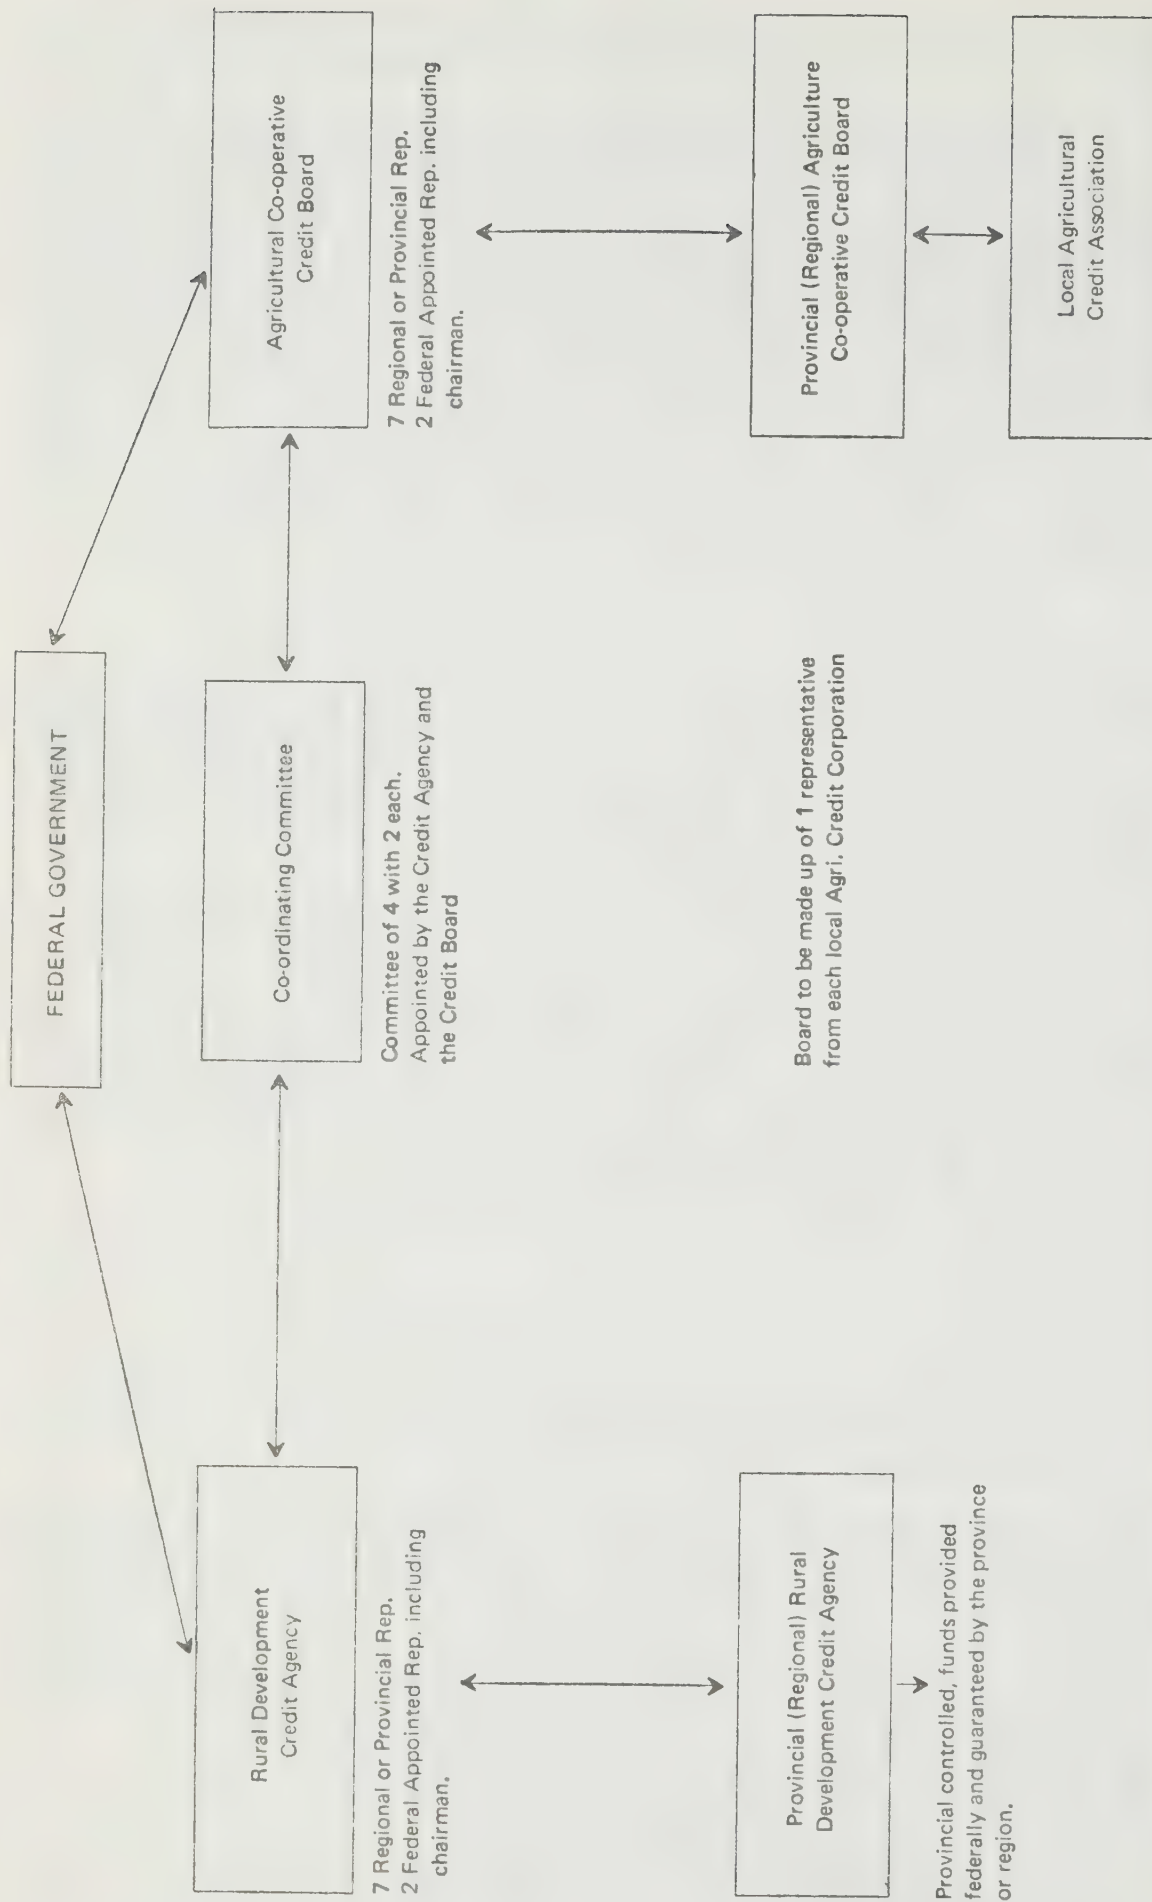 FEDERAL GOVERNMENT
Rural Development
Credit Agency
7 Regional or Provincial Rep.
2 Federal Appointed Rep. including
chairman.
Co-ordinating Committee
Committee of 4 with 2 each.
Appointed by the Credit Agency and
the Credit Board
Agricultural Co-operative
Credit Board
7 Regional or Provincial Rep.
2 Federal Appointed Rep. including
chairman.
Provincial (Regional) Rural
Development Credit Agency
Provincial controlled, funds provided
federally and guaranteed by the province
or region.
Board to be made up of 1 representative
from each local Agri. Credit Corporation
Provincial (Regional) Agriculture
Co-operative Credit Board
Local Agricultural
Credit Association